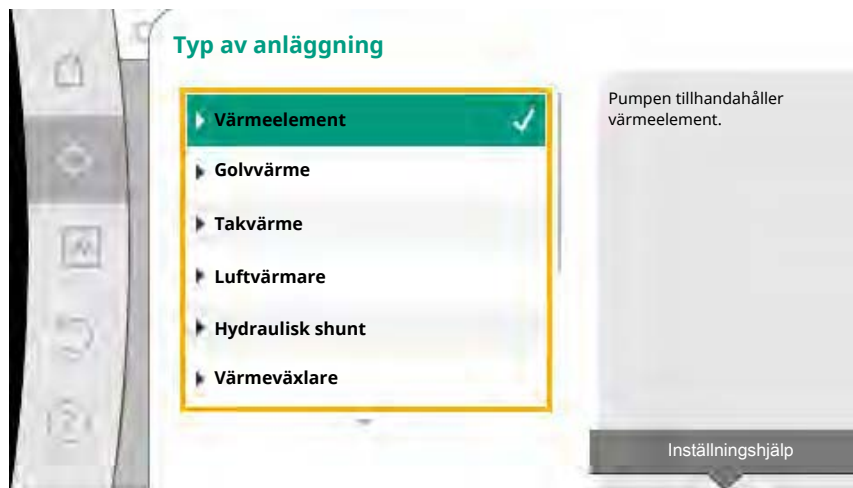 Typ av anläggning
Värmeelement
Golvvärme
Takvärme
Luftvärmare
Hydraulisk shunt
Värmeväxlare
Pumpen tillhandahåller
värmeelement.
Inställningshjälp